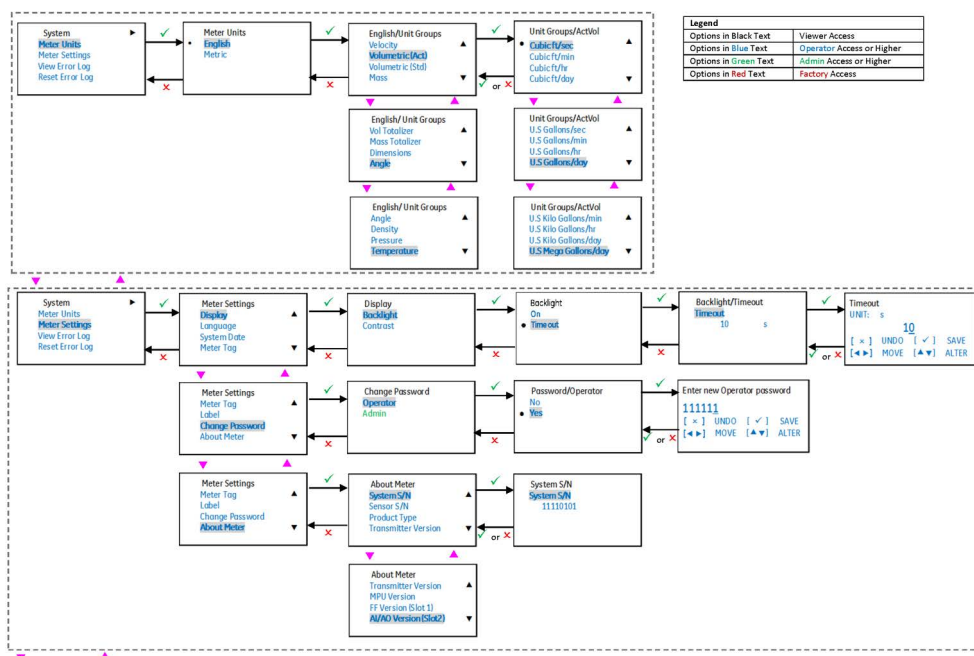 System ►
Meter Units
Meter Settings
View Error Log
Reset Error Log
Meter Units
English
Metric
English/Unit Groups
Velocity
Volumetric (Act)
Volumetric (Std)
Mass
Unit Groups/ActVol
Cubic ft/sec
Cubic ft/min
Cubic ft/hr
Cubic ft/day
✓ or ✗
English/ Unit Groups
Vol Totalizer
Mass Totalizer
Dimensions
Angle
Unit Groups/ActVol
U.S Gallons/sec
U.S Gallons/min
U.S Gallons/hr
U.S Gallons/day
English/ Unit Groups
Angle
Density
Pressure
Temperature
Unit Groups/ActVol
U.S Kilo Gallons/min
U.S Kilo Gallons/hr
U.S Kilo Gallons/day
U.S Mega Gallons/day
Legend
Options in Black Text Viewer Access
Options in Blue Text Operator Access or Higher
Options in Green Text Admin Access or Higher
Options in Red Text Factory Access
System ►
Meter Units
Meter Settings
View Error Log
Reset Error Log
Meter Settings
Display
Language
System Date
Meter Tag
Display
Backlight
Contrast
Backlight
On
Timeout
Backlight/Timeout
Timeout
10 s
✓ or ✗
Timeout
UNIT: s
10
[ × ] UNDO [ ✓ ] SAVE
[◄ ►] MOVE [▲▼] ALTER
Meter Settings
Meter Tag
Label
Change Password
About Meter
Change Password
Operator
Admin
Password/Operator
No
Yes
✓ or ✗
Enter new Operator password
111111
[ × ] UNDO [ ✓ ] SAVE
[◄ ►] MOVE [▲▼] ALTER
Meter Settings
Meter Tag
Label
Change Password
About Meter
About Meter
System S/N
Sensor S/N
Product Type
Transmitter Version
✓ or ✗
System S/N
System S/N
11110101
About Meter
Transmitter Version
MPU Version
FF Version (Slot 1)
AI/AO Version (Slot2)